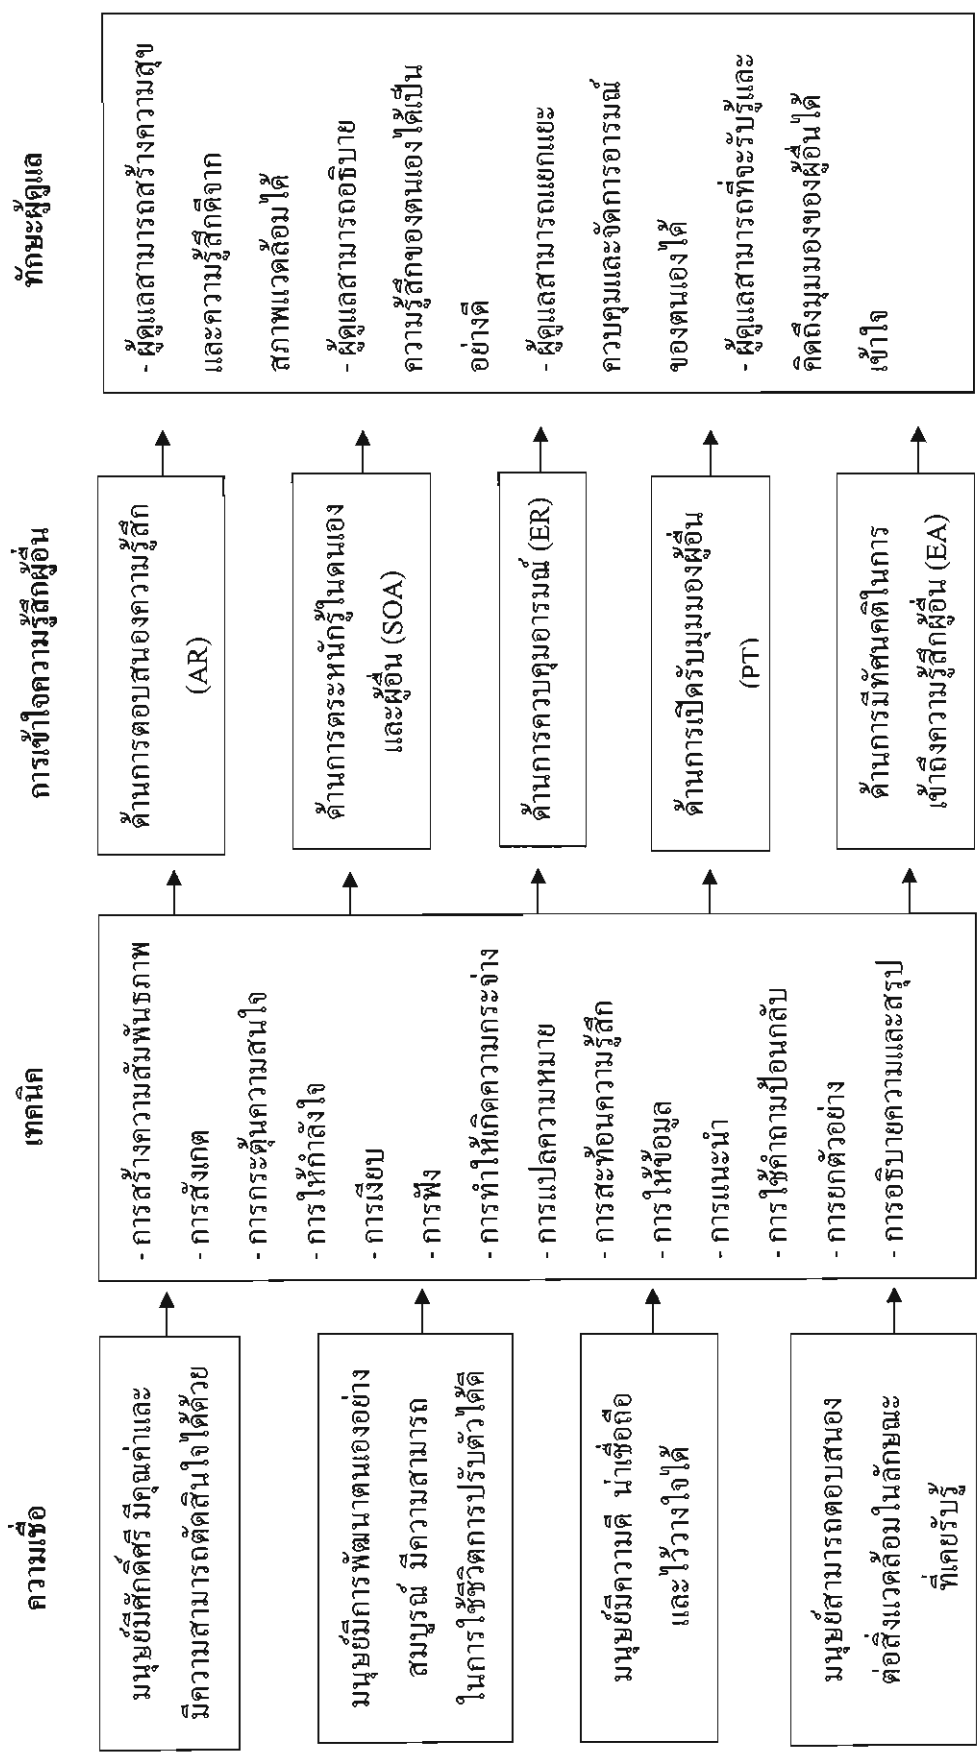 ความเชื่อ
มนุษย์มีศักดิ์ศรี มีคุณค่าและ
มีความสามารถตัดสินใจได้ด้วย
มนุษย์มีการพัฒนาตนเองอย่าง
สมบูรณ์ มีความสามารถ
ในการใช้ชีวิตการปรับตัวได้ดี
มนุษย์มีความดี น่าเชื่อถือ
และไว้วางใจได้
มนุษย์สามารถตอบสนอง
ต่อสิ่งแวดล้อมในลักษณะ
ที่เคยรับรู้
เทคนิค
- การสร้างความสัมพันธภาพ
- การสังเกต
- การกระตุ้นความสนใจ
- การให้กำลังใจ
- การเงียบ
- การฟัง
- การทำให้เกิดความกระจ่าง
- การแปลความหมาย
- การสะท้อนความรู้สึก
- การให้ข้อมูล
- การแนะนำ
- การใช้คำถามป้อนกลับ
- การยกตัวอย่าง
- การอธิบายความและสรุป
การเข้าใจความรู้สึกผู้อื่น
ด้านการตอบสนองความรู้สึก
(AR)
ด้านการตระหนักรู้ในตนเอง
และผู้อื่น (SOA)
ด้านการควบคุมอารมณ์ (ER)
ด้านการเปิดรับมุมมองผู้อื่น
(PT)
ด้านการมีทัศนคติในการ
เข้าถึงความรู้สึกผู้อื่น (EA)
ทักษะผู้ดูแล
- ผู้ดูแลสามารถสร้างความสุข
และความรู้สึกดีจาก
สภาพแวดล้อมได้
- ผู้ดูแลสามารถอธิบาย
ความรู้สึกของตนเองได้เป็น
อย่างดี
- ผู้ดูแลสามารถแยกแยะ
ควบคุมและจัดการอารมณ์
ของตนเองได้
- ผู้ดูแลสามารถที่จะรับรู้และ
คิดถึงมุมมองของผู้อื่นได้
เข้าใจ